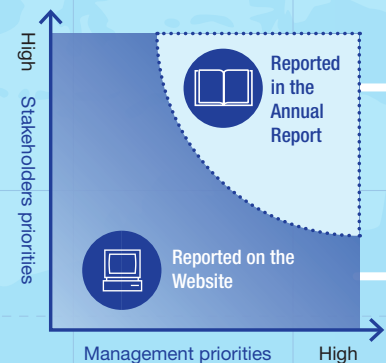 High
Stakeholders priorities
Reported
in the
Annual
Report
Reported on the
Website
Management priorities
High